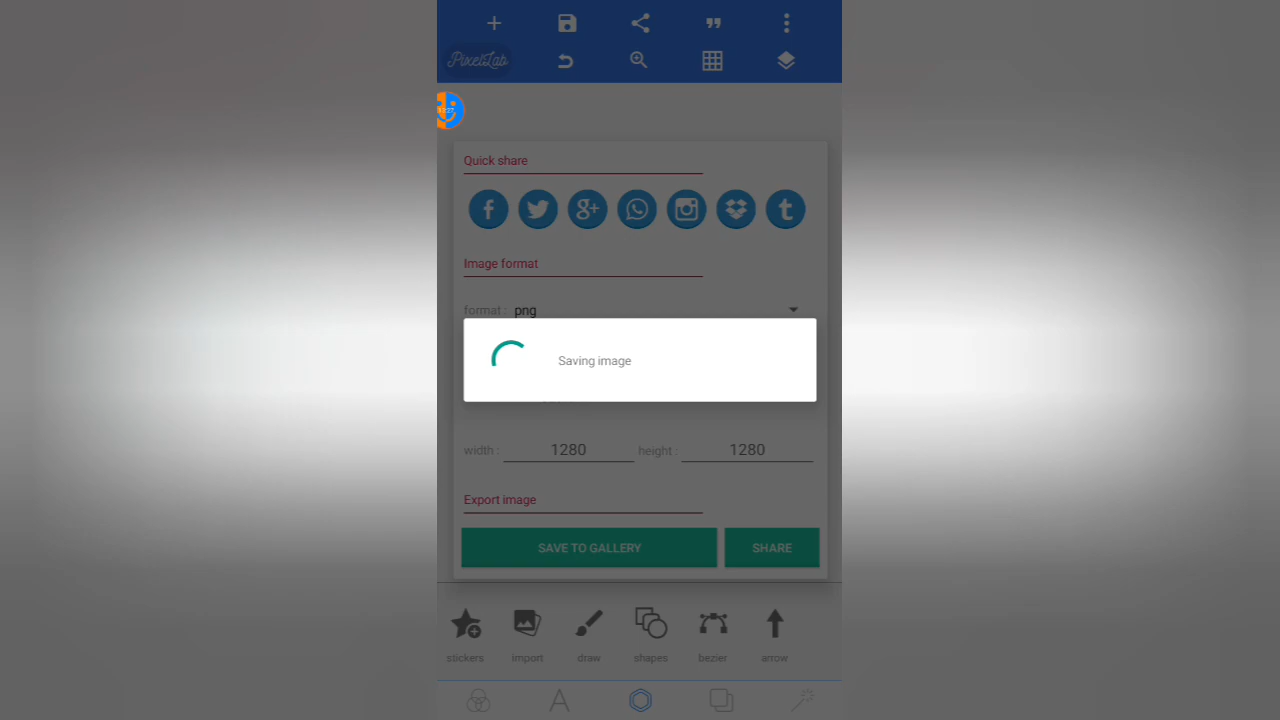 PixelLab
Quick share
Image format
format : png
Saving image
width : 1280 height : 1280
Export image
SAVE TO GALLERY SHARE
stickers import draw shapes bezier arrow